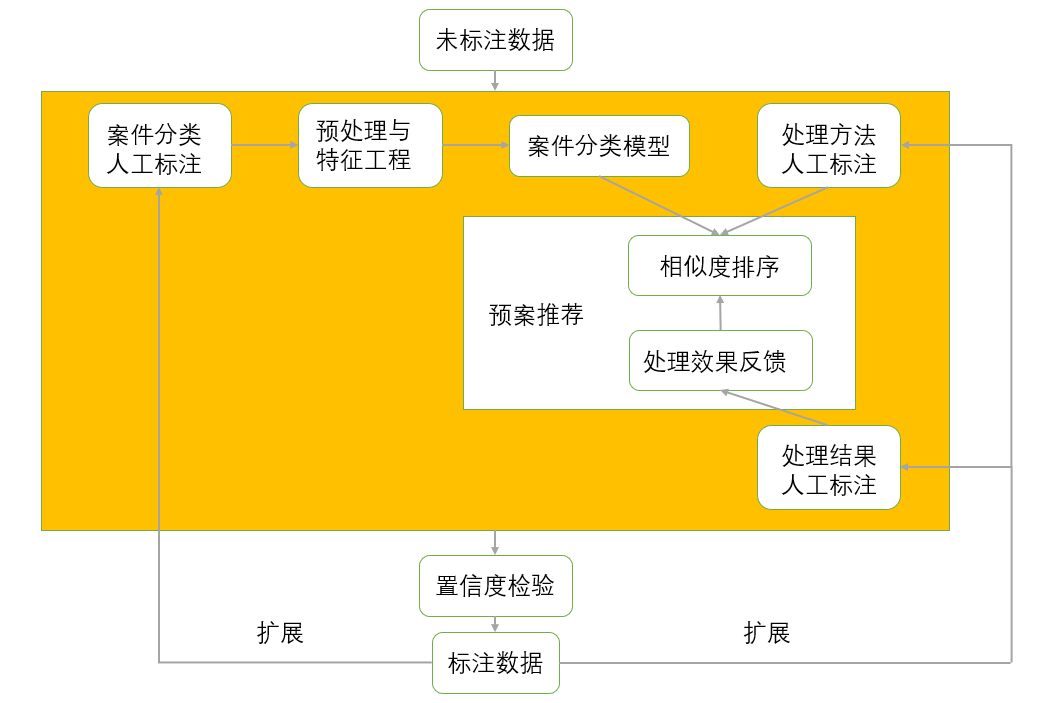 未标注数据
案件分类
人工标注
预处理与
特征工程
案件分类模型
处理方法
人工标注
相似度排序
预案推荐
处理效果反馈
处理结果
人工标注
置信度检验
扩展
扩展
标注数据